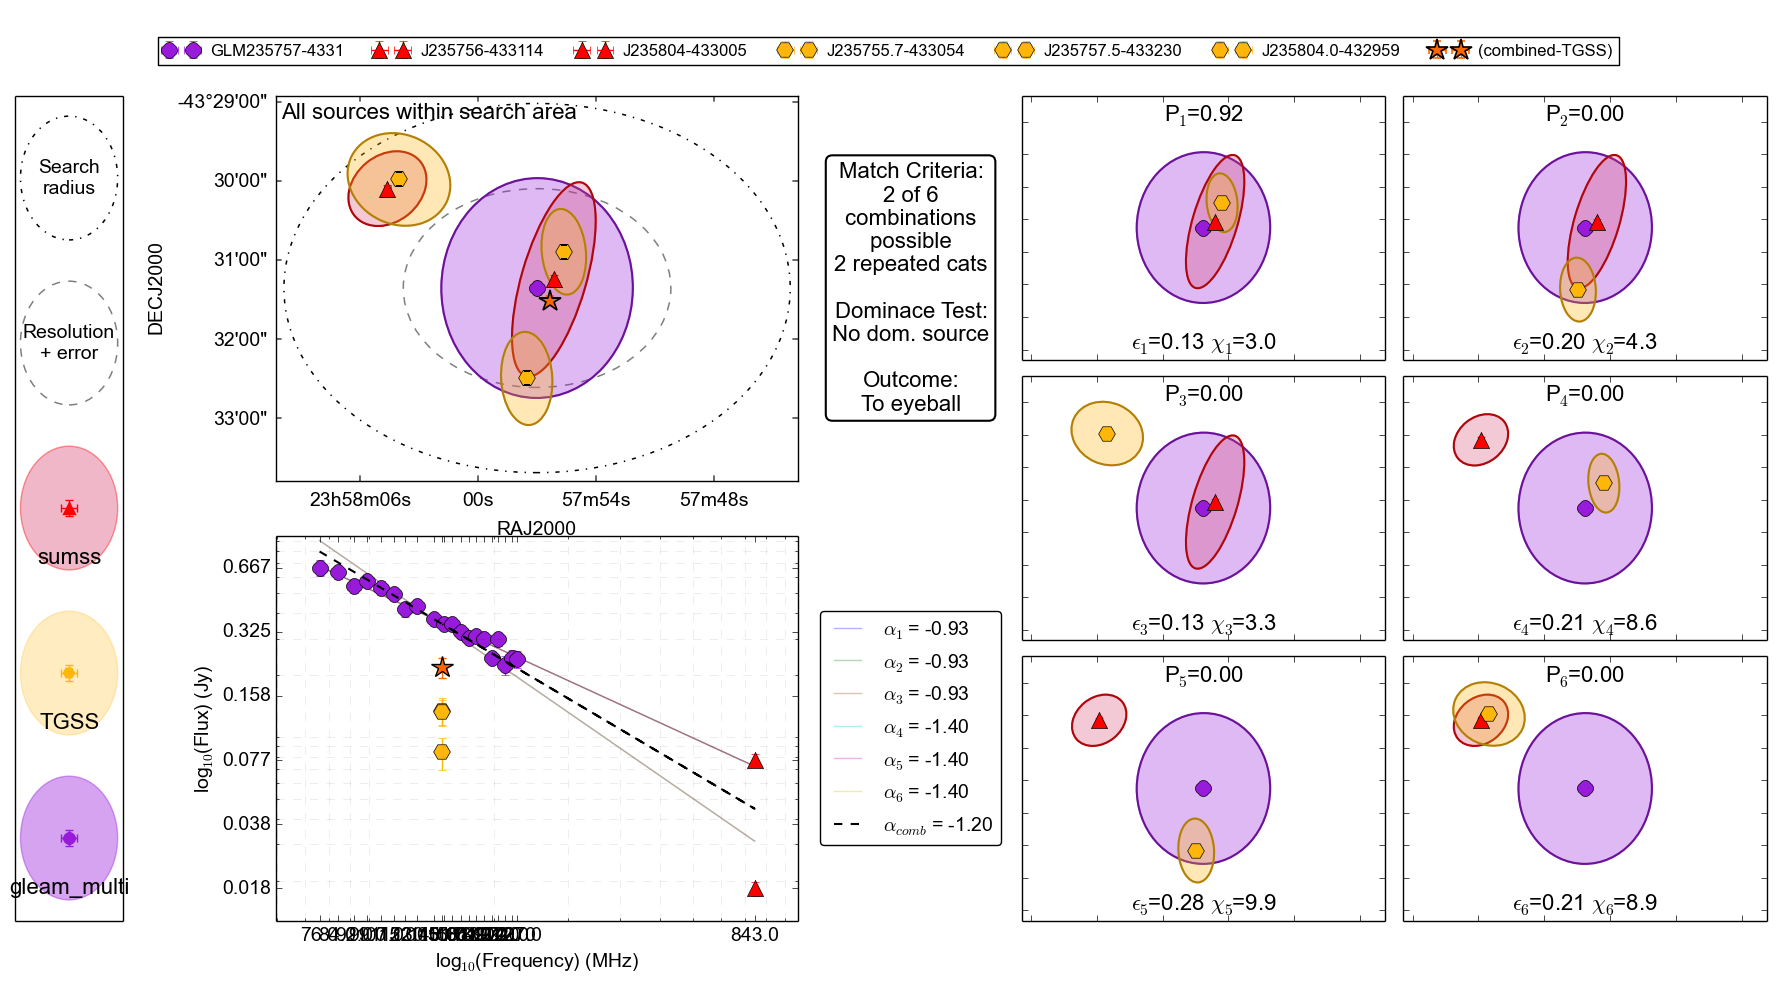 GLM235757-4331 J235756-433114 J235804-433005 J235755.7-433054 J235757.5-433230 J235804.0-432959 (combined-TGSS)
Search
radius
Resolution
+ error
sumss
TGSS
gleam_multi
All sources within search area
-43°29'00"
30'00"
31'00"
32'00"
33'00"
DECJ2000
23h58m06s 00s 57m54s 57m48s
RAJ2000
Match Criteria:
2 of 6
combinations
possible
2 repeated cats
Dominace Test:
No dom. source
Outcome:
To eyeball
P1=0.92
ϵ1=0.13 χ1=3.0
P2=0.00
ϵ2=0.20 χ2=4.3
P3=0.00
ϵ3=0.13 χ3=3.3
P4=0.00
ϵ4=0.21 χ4=8.6
P5=0.00
ϵ5=0.28 χ5=9.9
P6=0.00
ϵ6=0.21 χ6=8.9
0.667
0.325
0.158
0.077
0.038
0.018
log10(Flux) (Jy)
843.0
log10(Frequency) (MHz)
α1 = -0.93
α2 = -0.93
α3 = -0.93
α4 = -1.40
α5 = -1.40
α6 = -1.40
αcomb = -1.20